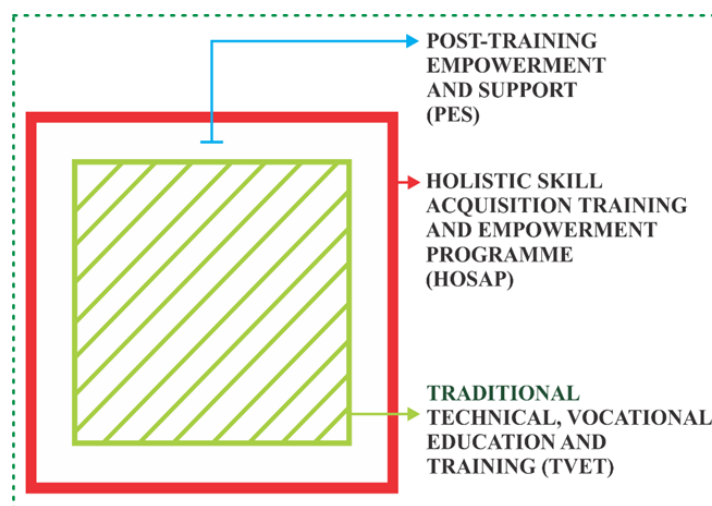 POST-TRAINING
EMPOWERMENT
AND SUPPORT
(PES)
HOLISTIC SKILL
ACQUISITION TRAINING
AND EMPOWERMENT
PROGRAMME
(HOSAP)
TRADITIONAL
TECHNICAL, VOCATIONAL
EDUCATION AND
TRAINING (TVET)